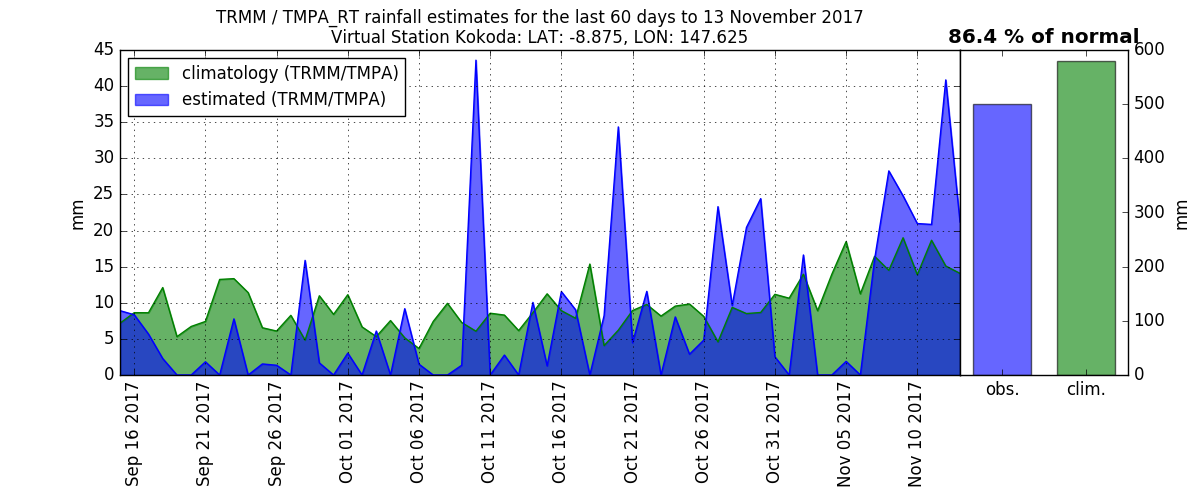 TRMM / TMPA_RT rainfall estimates for the last 60 days to 13 November 2017
Virtual Station Kokoda: LAT: -8.875, LON: 147.625
86.4 % of normal
climatology (TRMM/TMPA)
estimated (TRMM/TMPA)
45
40
35
30
25
20
15
10
5
0
mm
600
500
400
300
200
100
0
mm
Sep 16 2017
Sep 21 2017
Sep 26 2017
Oct 01 2017
Oct 06 2017
Oct 11 2017
Oct 16 2017
Oct 21 2017
Oct 26 2017
Oct 31 2017
Nov 05 2017
Nov 10 2017
obs.
clim.